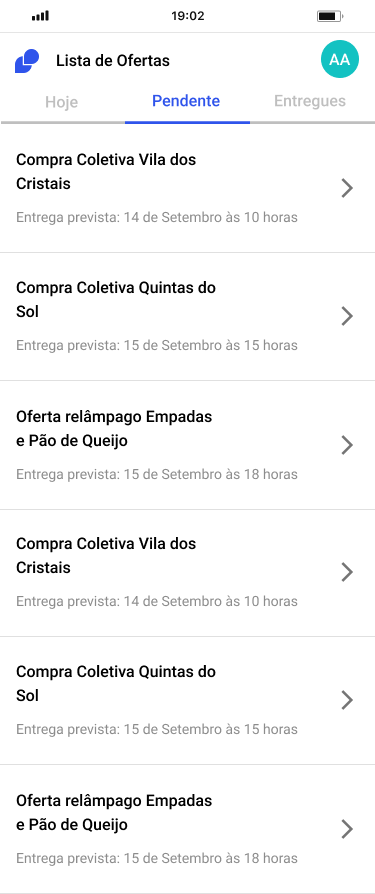 19:02
Lista de Ofertas
AA
Hoje
Pendente
Entregues
Compra Coletiva Vila dos
Cristais
Entrega prevista: 14 de Setembro às 10 horas
Compra Coletiva Quintas do
Sol
Entrega prevista: 15 de Setembro às 15 horas
Oferta relâmpago Empadas
e Pão de Queijo
Entrega prevista: 15 de Setembro às 18 horas
Compra Coletiva Vila dos
Cristais
Entrega prevista: 14 de Setembro às 10 horas
Compra Coletiva Quintas do
Sol
Entrega prevista: 15 de Setembro às 15 horas
Oferta relâmpago Empadas
e Pão de Queijo
Entrega prevista: 15 de Setembro às 18 horas